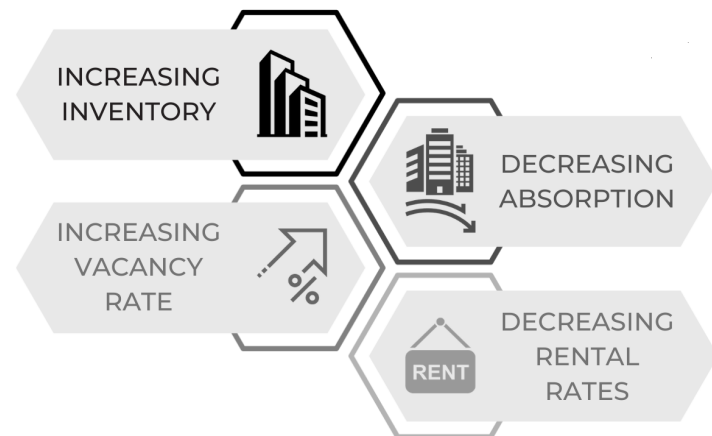 INCREASING
INVENTORY
DECREASING
ABSORPTION
INCREASING
VACANCY
RATE
%
DECREASING
RENTAL
RATES
RENT